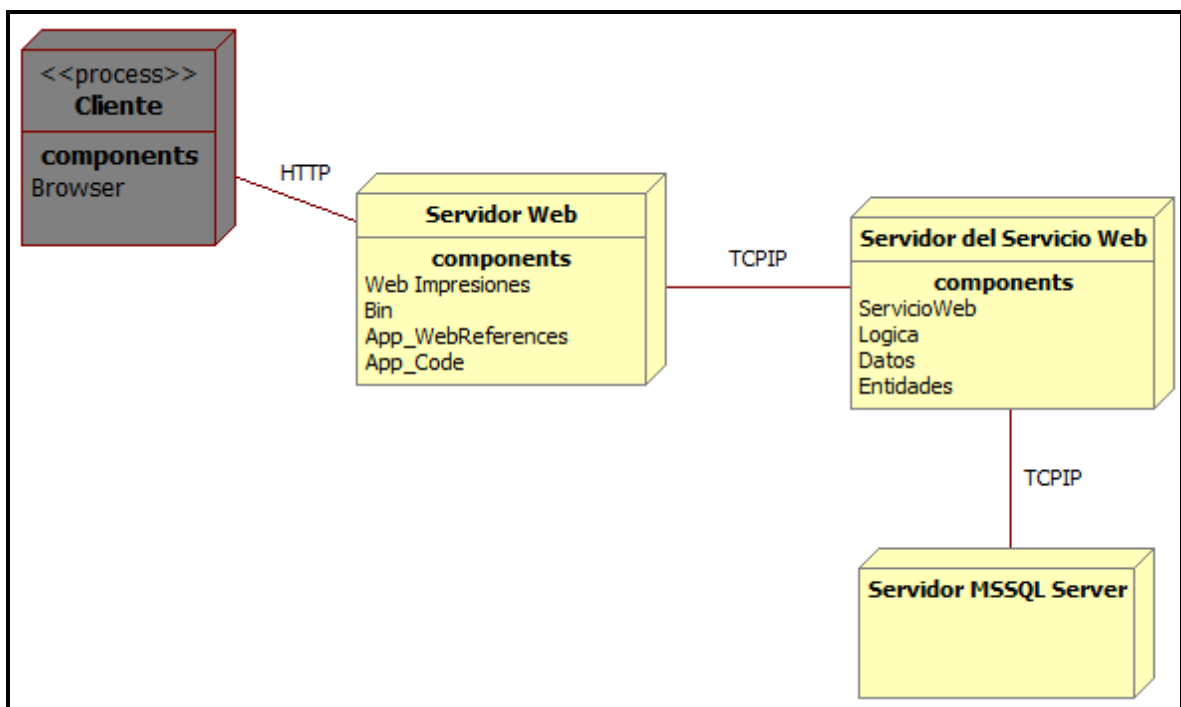 <<process>>
Cliente
components
Browser
HTTP
Servidor Web
components
Web Impresiones
Bin
App_WebReferences
App_Code
TCPIP
Servidor del Servicio Web
components
ServicioWeb
Logica
Datos
Entidades
TCPIP
Servidor MSSQL Server